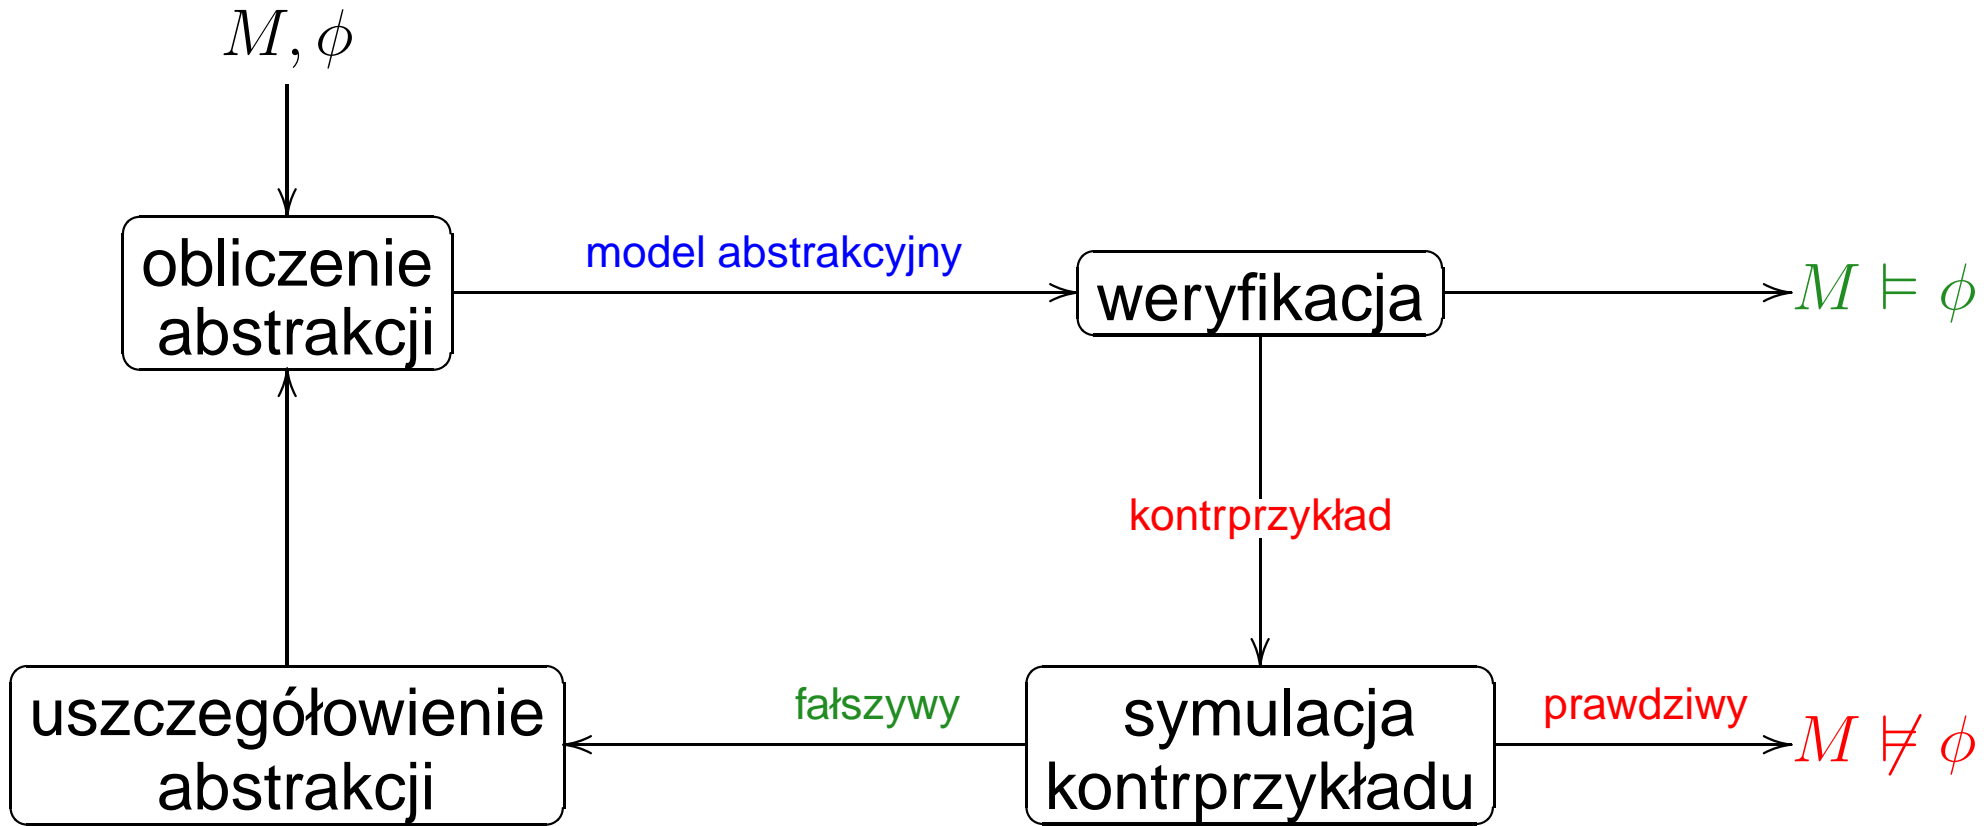 M, ϕ
obliczenie
abstrakcji
model abstrakcyjny
weryfikacja
M ⊨ ϕ
kontrprzykład
uszczegółowienie
abstrakcji
fałszywy
symulacja
kontrprzykładu
prawdziwy
M ⊭ ϕ